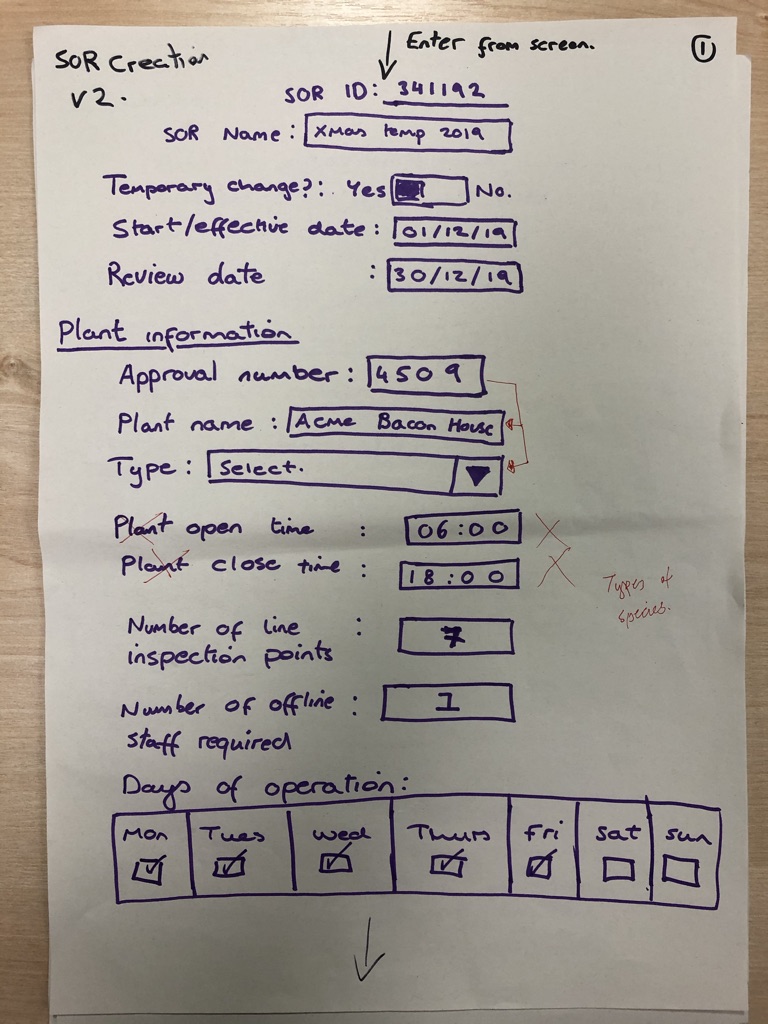 SOR Creation
V2.
Enter from screen.
1
SOR ID: 341192
SOR Name: Xmas temp 2019
Temporary change?: Yes No.
Start/effective date: 01/12/19
Review date : 30/12/19
Plant information
Approval number: 4509
Plant name: Acme Bacon House
Type: Select.
Plant open time : 06:00
Plant close time : 18:00
Types of
species.
Number of line : 7
inspection points
Number of offline : 1
staff required
Days of operation:
Mon Tues Wed Thurs Fri Sat Sun